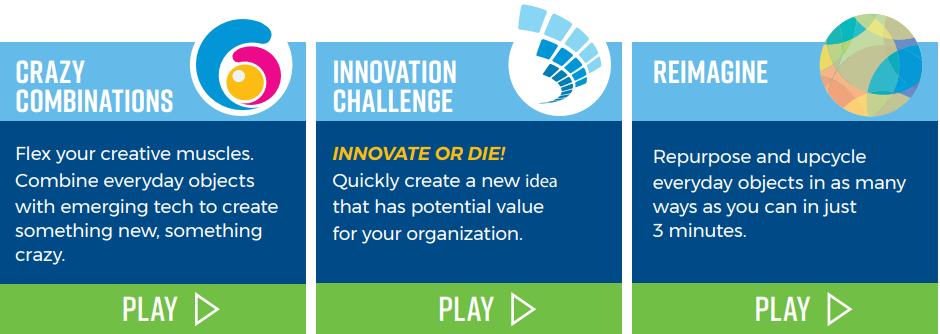 CRAZY
COMBINATIONS
Flex your creative muscles.
Combine everyday objects
with emerging tech to create
something new, something
crazy.
PLAY
INNOVATION
CHALLENGE
INNOVATE OR DIE!
Quickly create a new idea
that has potential value
for your organization.
PLAY
REIMAGINE
Repurpose and upcycle
everyday objects in as many
ways as you can in just
3 minutes.
PLAY